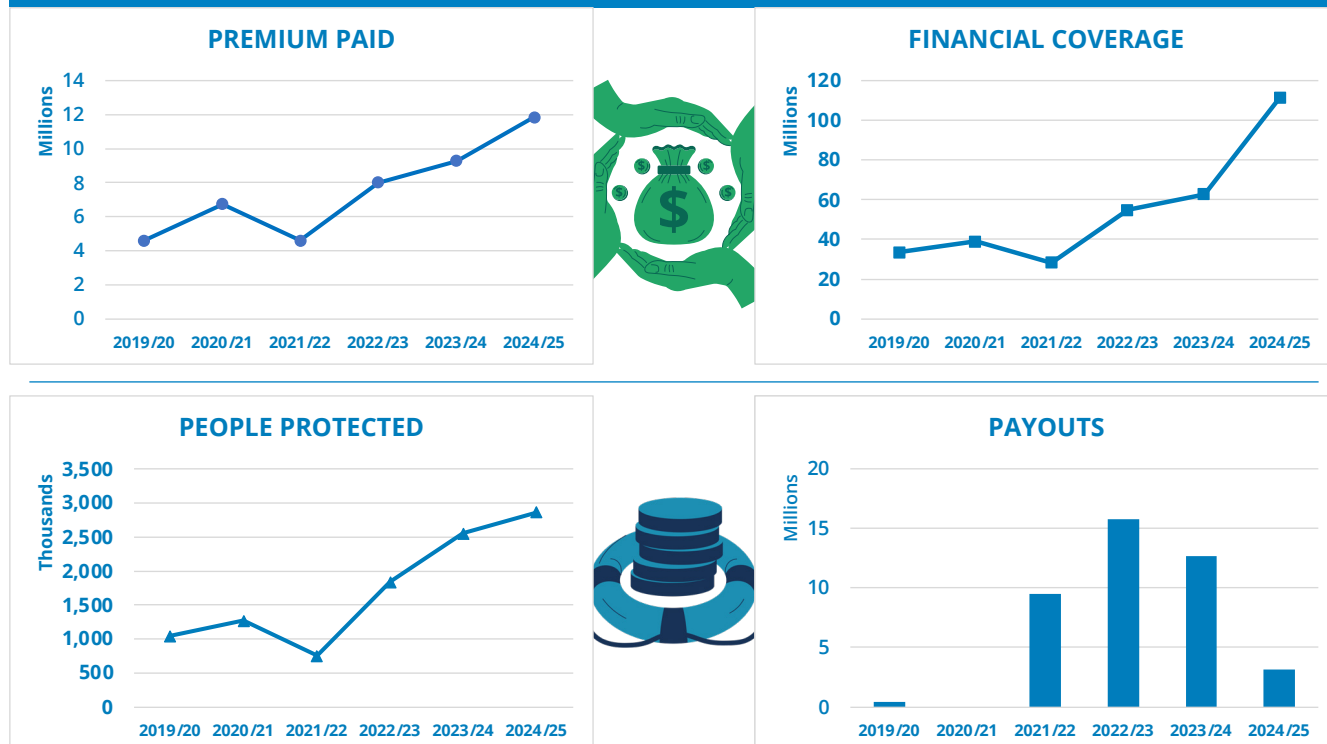 PREMIUM PAID
Millions
14
12
10
8
6
4
2
0
2019/20 2020/21 2021/22 2022/23 2023/24 2024/25
$
$ $
$ $
FINANCIAL COVERAGE
Millions
120
100
80
60
40
20
0
2019/20 2020/21 2021/22 2022/23 2023/24 2024/25
PEOPLE PROTECTED
Thousands
3,500
3,000
2,500
2,000
1,500
1,000
500
0
2019/20 2020/21 2021/22 2022/23 2023/24 2024/25
PAYOUTS
Millions
20
15
10
5
0
2019/20 2020/21 2021/22 2022/23 2023/24 2024/25